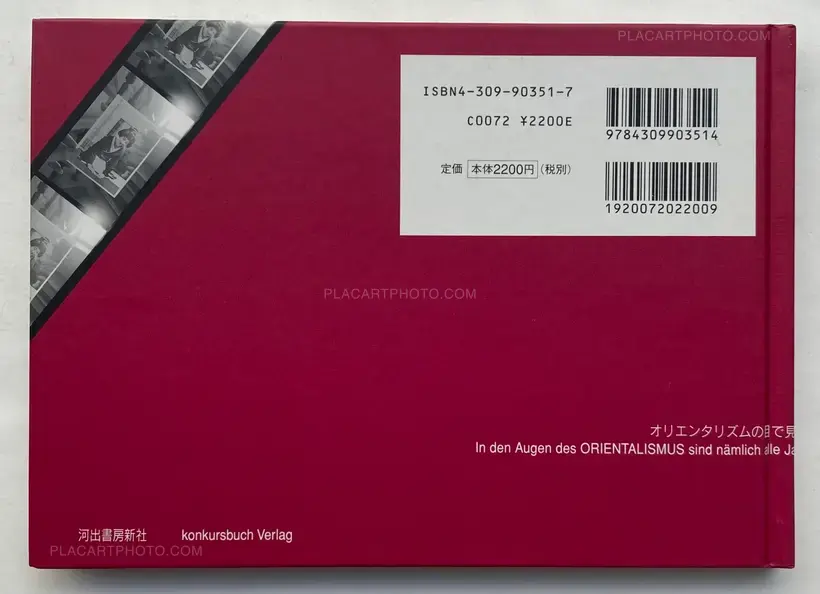 PLACARTPHOTO.COM
ISBN4-309-90351-7
C0072 ¥2200E
9784309903514
定価 本体2200円(税別)
1920072022009
PLACARTPHOTO.COM
オリエンタリズムの目で見
In den Augen des ORIENTALISMUS sind nämlich alle Ja
河出書房新社 konkursbuch Verlag
PLACARTPHOTO.COM